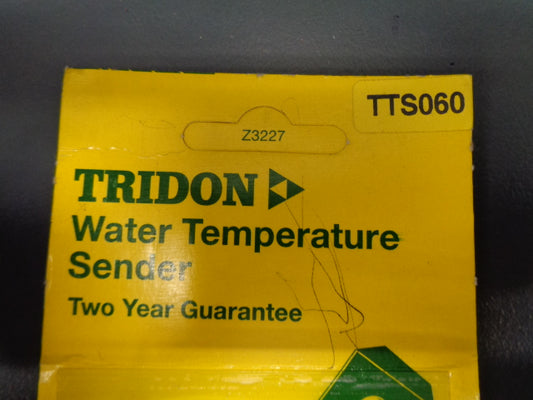 TTS060
Z3227
TRIDON
Water Temperature
Sender
Two Year Guarantee